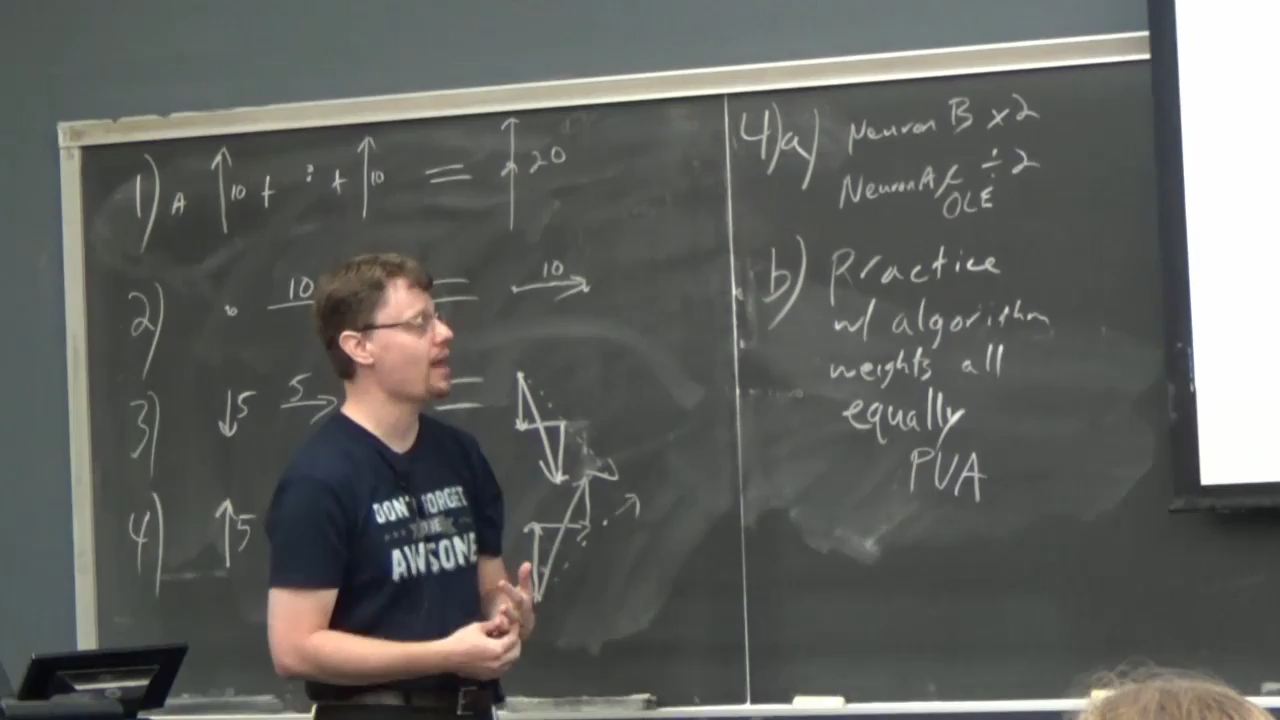 1) A ↑10 + : + ↑10 = 20
2) 10 = 10
3) ↓5 5→ =
4) ↑5
4)a) Neuron B x2
Neuron A ÷2
OLE
b) Practice
w/ algorithm
weights all
equally
PVA
DON'T FORGET
AWESOME